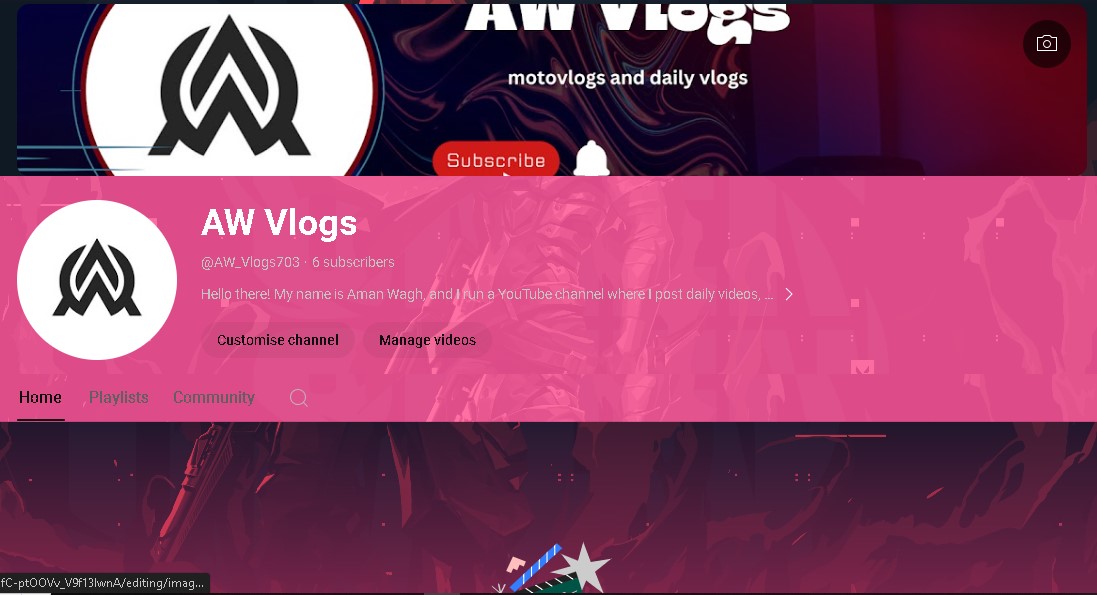 AW Vlogs
motovlogs and daily vlogs
Subscribe
AW Vlogs
@AW_Vlogs703 · 6 subscribers
Hello there! My name is Aman Wagh, and I run a YouTube channel where I post daily videos, ...
Customise channel
Manage videos
Home
Playlists
Community
fC-ptOOVv_V9f13IwnA/editing/imag...